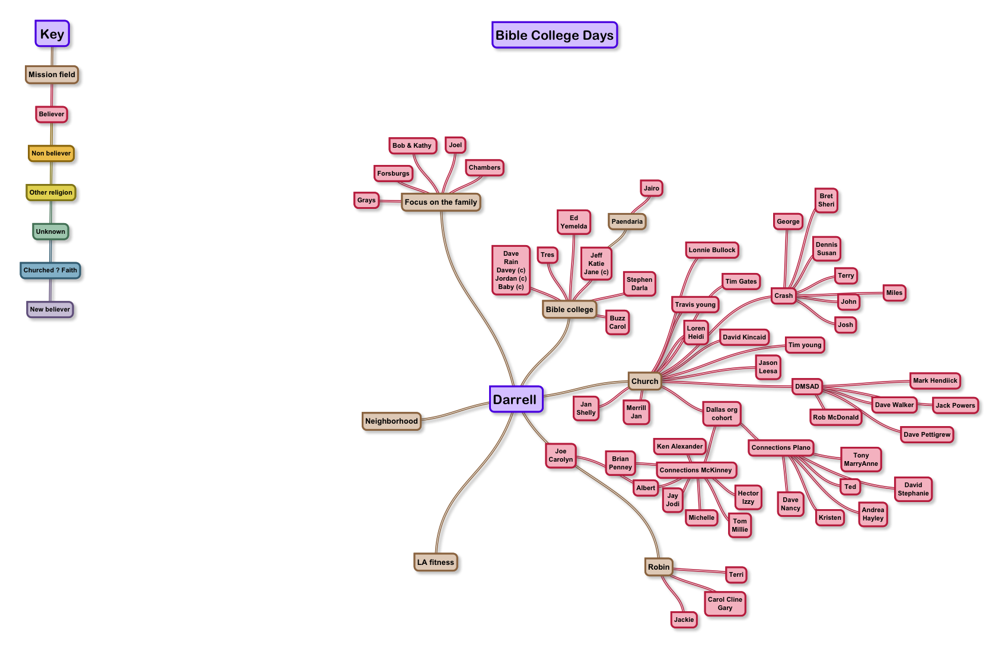 Key
Bible College Days
Mission field
Believer
Non believer
Other religion
Unknown
Churched ? Faith
New believer
Bob & Kathy
Joel
Forsburgs
Chambers
Grays
Focus on the family
Jairo
Paendaria
Ed
Yemelda
Dave
Rain
Davey (c)
Jordan (c)
Baby (c)
Tres
Jeff
Katie
Jane (c)
Stephen
Darla
Bible college
Buzz
Carol
Bret
Sheri
George
Dennis
Susan
Lonnie Bullock
Terry
Tim Gates
Crash
Miles
John
Josh
Travis young
Loren
Heidi
David Kincaid
Tim young
Jason
Leesa
Church
DMSAD
Mark Hendiick
Dave Walker
Jack Powers
Rob McDonald
Dave Pettigrew
Darrell
Jan
Shelly
Merrill
Jan
Dallas org
cohort
Neighborhood
Joe
Carolyn
Ken Alexander
Brian
Penney
Connections McKinney
Albert
Jay
Jodi
Hector
Izzy
Michelle
Tom
Millie
Connections Plano
Tony
MarryAnne
Ted
David
Stephanie
Dave
Nancy
Kristen
Andrea
Hayley
LA fitness
Robin
Terri
Carol Cline
Gary
Jackie